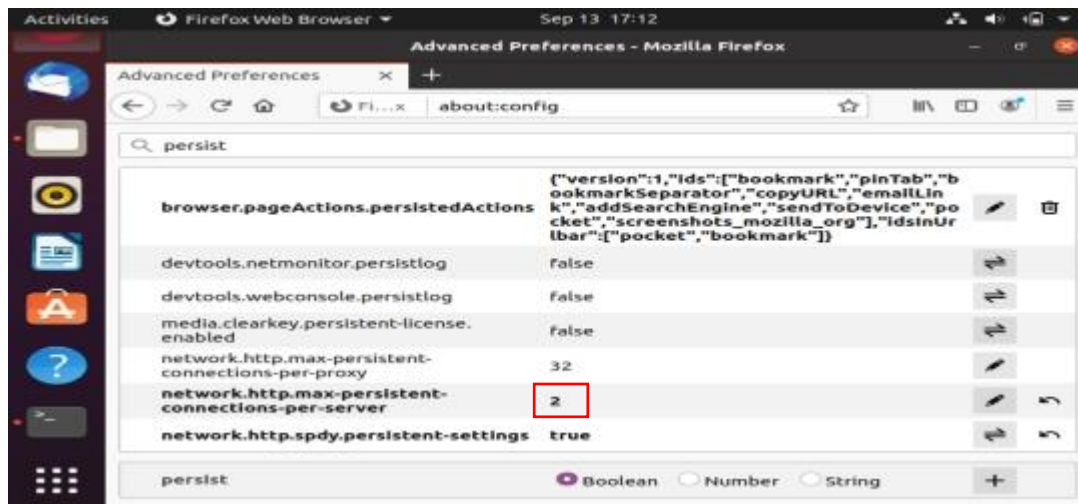 Activities
Firefox Web Browser
Sep 13 17:12
Advanced Preferences - Mozilla Firefox
Advanced Preferences
Fi...x
about:config
persist
browser.pageActions.persistedActions
{"version":1,"ids":["bookmark","pinTab","b
ookmarkSeparator","copyURL","emailLin
k","addSearchEngine","sendToDevice","po
cket","screenshots_mozilla_org"],"idsInUr
lbar":["pocket","bookmark"]}
devtools.netmonitor.persistlog
false
devtools.webconsole.persistlog
false
media.clearkey.persistent-license.
enabled
false
network.http.max-persistent-
connections-per-proxy
32
network.http.max-persistent-
connections-per-server
2
network.http.spdy.persistent-settings
true
persist
Boolean
Number
String